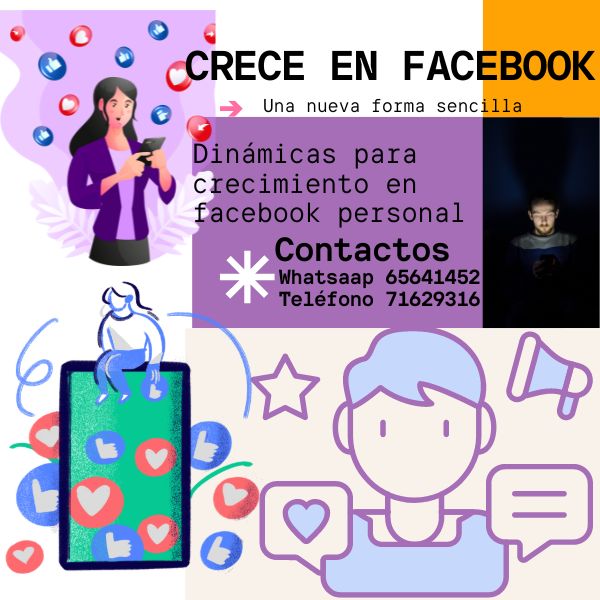 CRECE EN FACEBOOK
Una nueva forma sencilla
Dinámicas para
crecimiento en
facebook personal
Contactos
Whatsaap 65641452
Teléfono 71629316